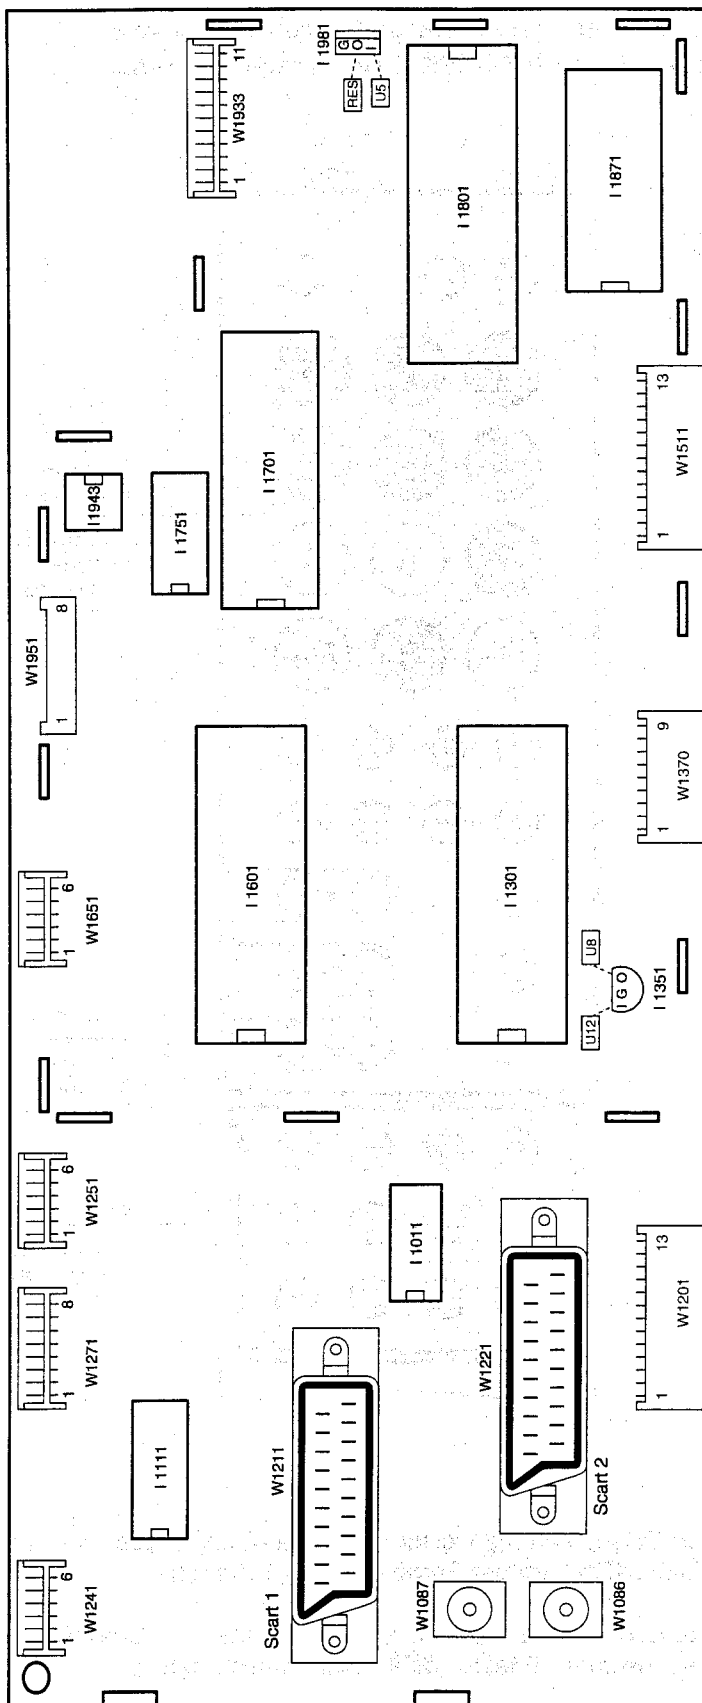 I 1981
G O I
RES
U5
11
W1933
1
I 1801
I 1871
I 1943
I 1751
I 1701
13
W1511
1
W1951
8
1
9
W1370
1
6
W1651
1
I 1601
I 1301
U8
U12
I G O
I 1351
6
W1251
1
8
W1271
1
I 1011
W1221
Scart 2
13
W1201
1
I 1111
W1211
Scart 1
6
W1241
1
W1087
W1086